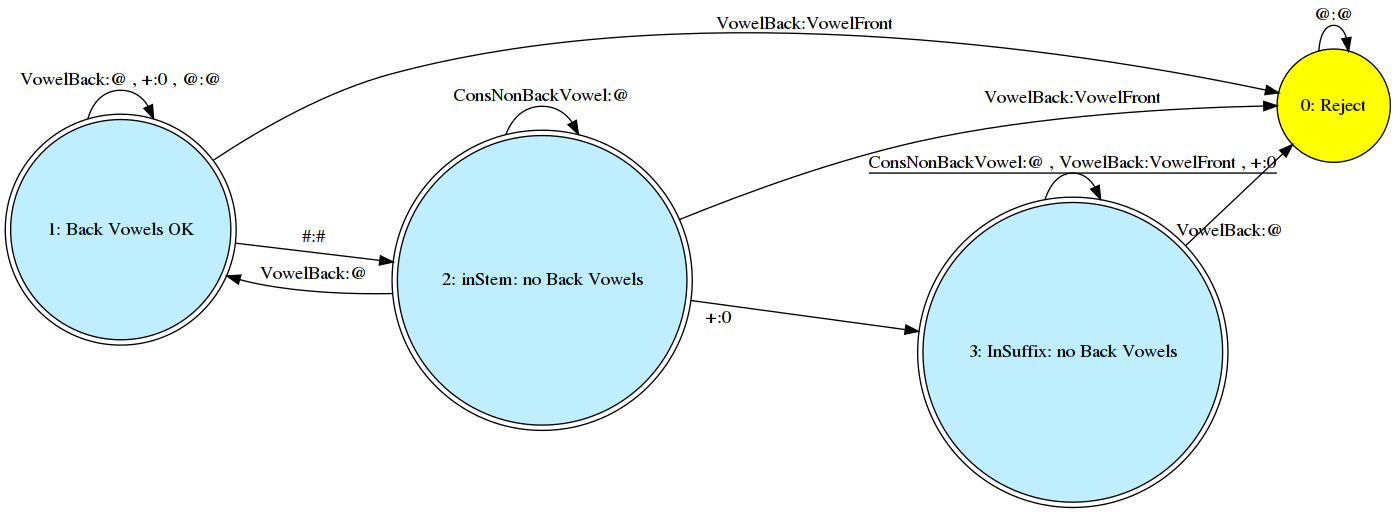 VowelBack:VowelFront
@:@
VowelBack:@ , +:0 , @:@
ConsNonBackVowel:@
VowelBack:VowelFront
0: Reject
ConsNonBackVowel:@ , VowelBack:VowelFront , +:0
1: Back Vowels OK
#:#
VowelBack:@
VowelBack:@
2: inStem: no Back Vowels
+:0
3: InSuffix: no Back Vowels